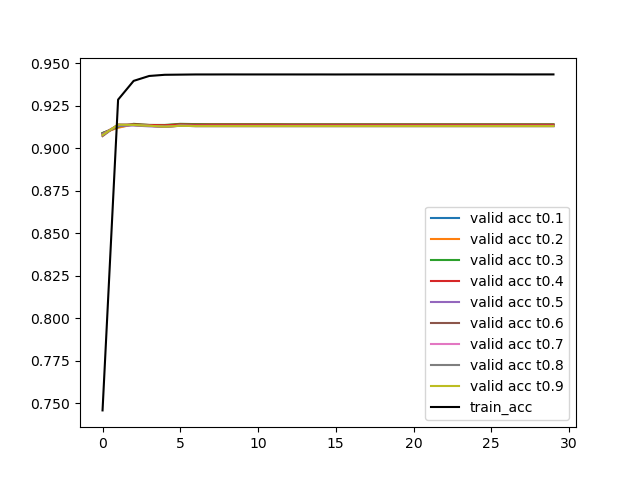 0.950
0.925
0.900
0.875
0.850
0.825
0.800
0.775
0.750
valid acc t0.1
valid acc t0.2
valid acc t0.3
valid acc t0.4
valid acc t0.5
valid acc t0.6
valid acc t0.7
valid acc t0.8
valid acc t0.9
train_acc
0 5 10 15 20 25 30